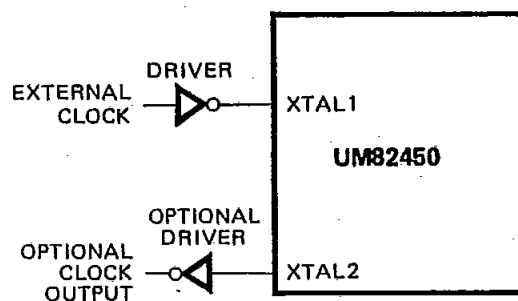 DRIVER
EXTERNAL
CLOCK
XTAL1
UM82450
OPTIONAL
DRIVER
OPTIONAL
CLOCK
OUTPUT
XTAL2